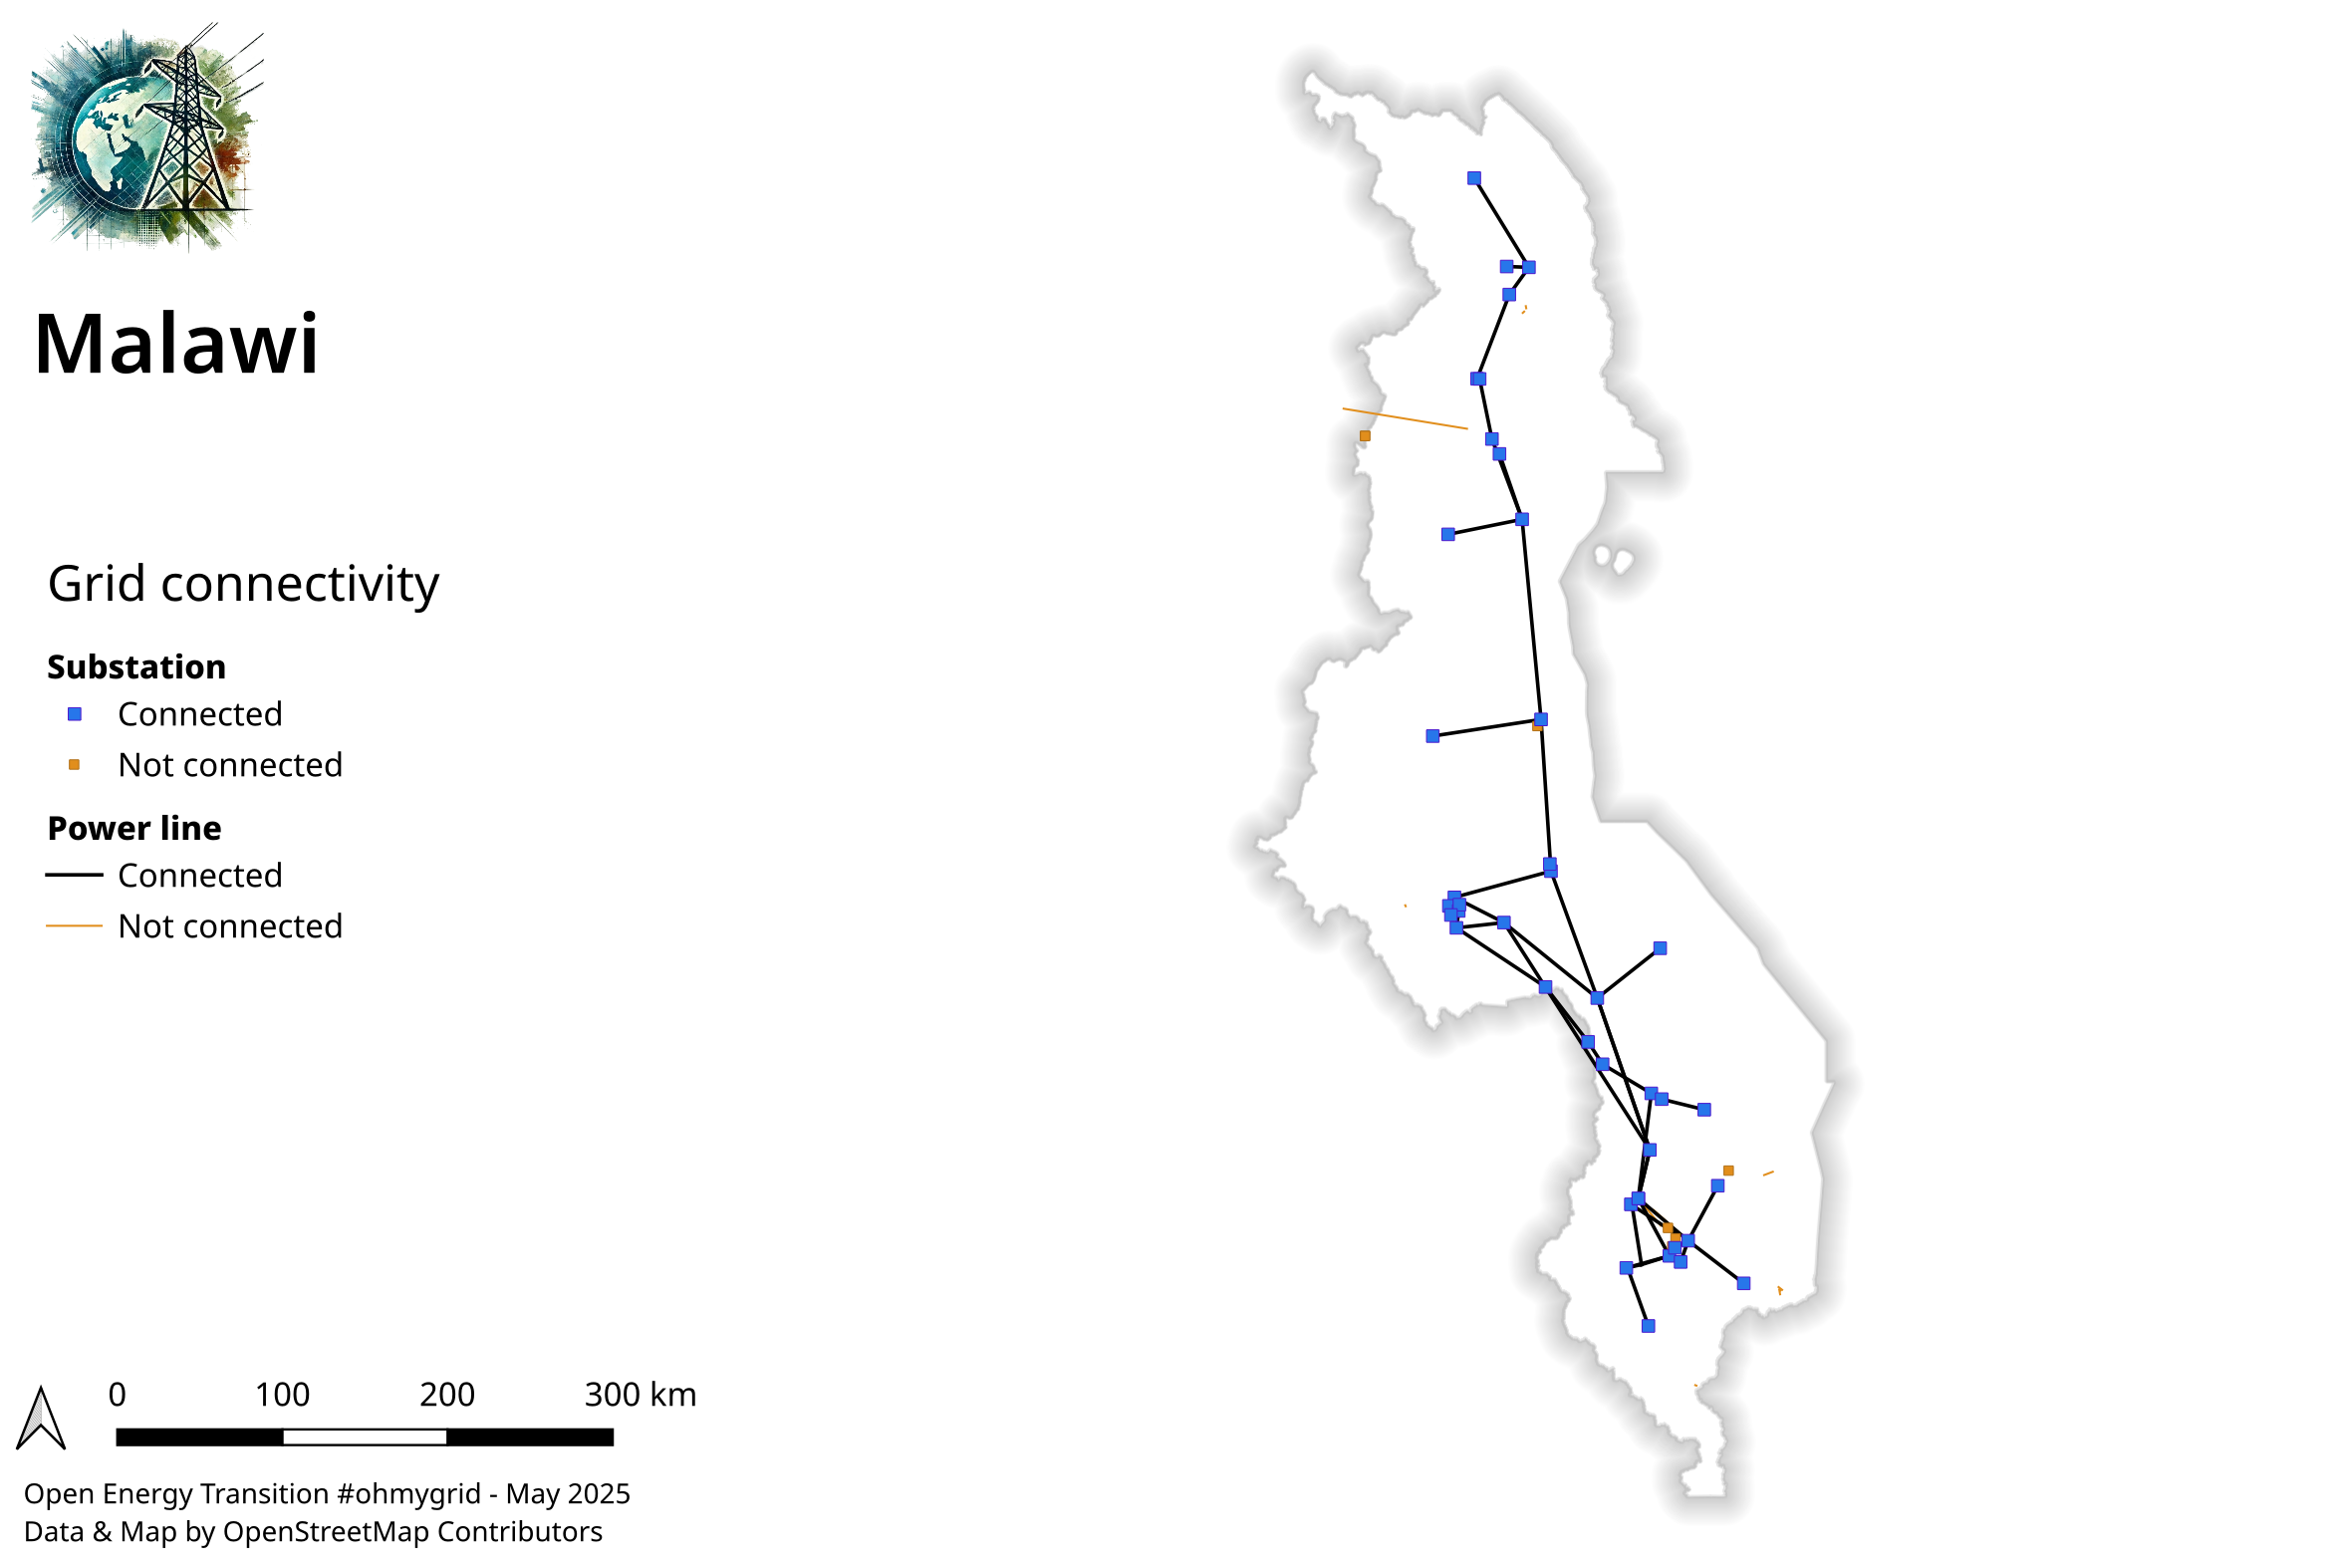 Malawi
Grid connectivity
Substation
Connected
Not connected
Power line
Connected
Not connected
0 100 200 300 km
Open Energy Transition #ohmygrid - May 2025
Data & Map by OpenStreetMap Contributors